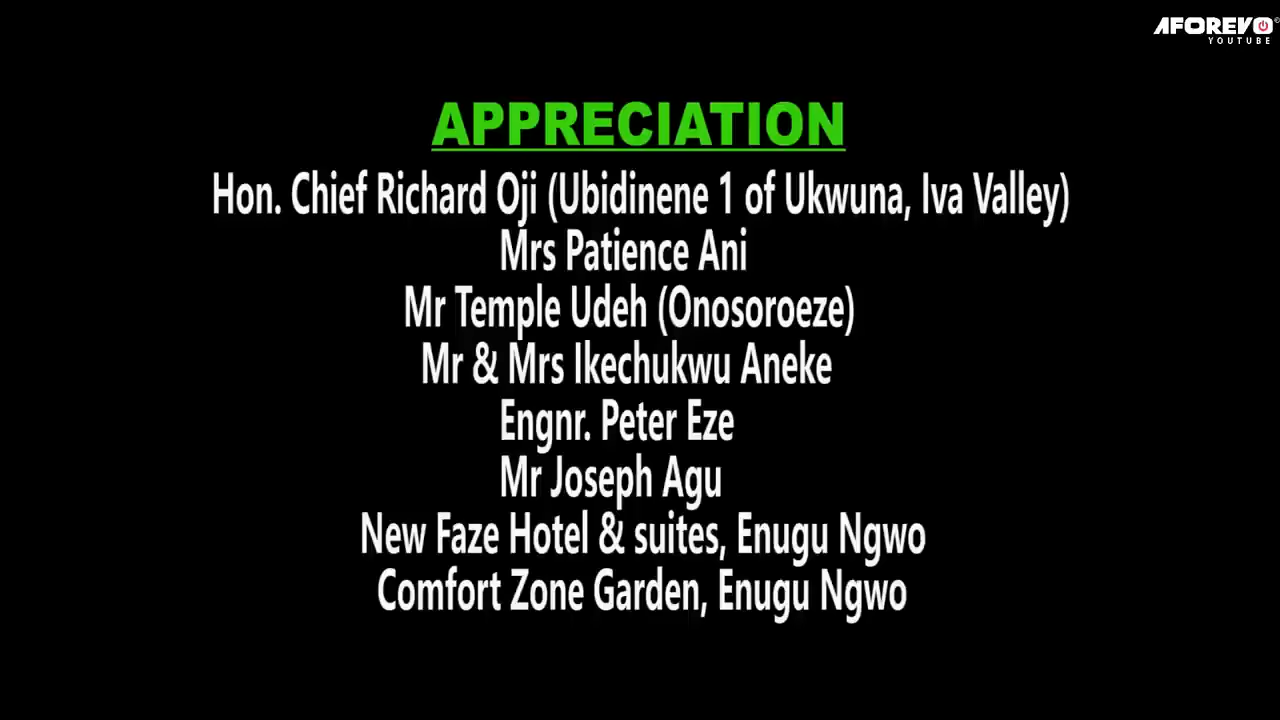 AFOREVO
YOUTUBE
APPRECIATION
Hon. Chief Richard Oji (Ubidinene 1 of Ukwuna, Iva Valley)
Mrs Patience Ani
Mr Temple Udeh (Onosoroeze)
Mr & Mrs Ikechukwu Aneke
Engnr. Peter Eze
Mr Joseph Agu
New Faze Hotel & suites, Enugu Ngwo
Comfort Zone Garden, Enugu Ngwo